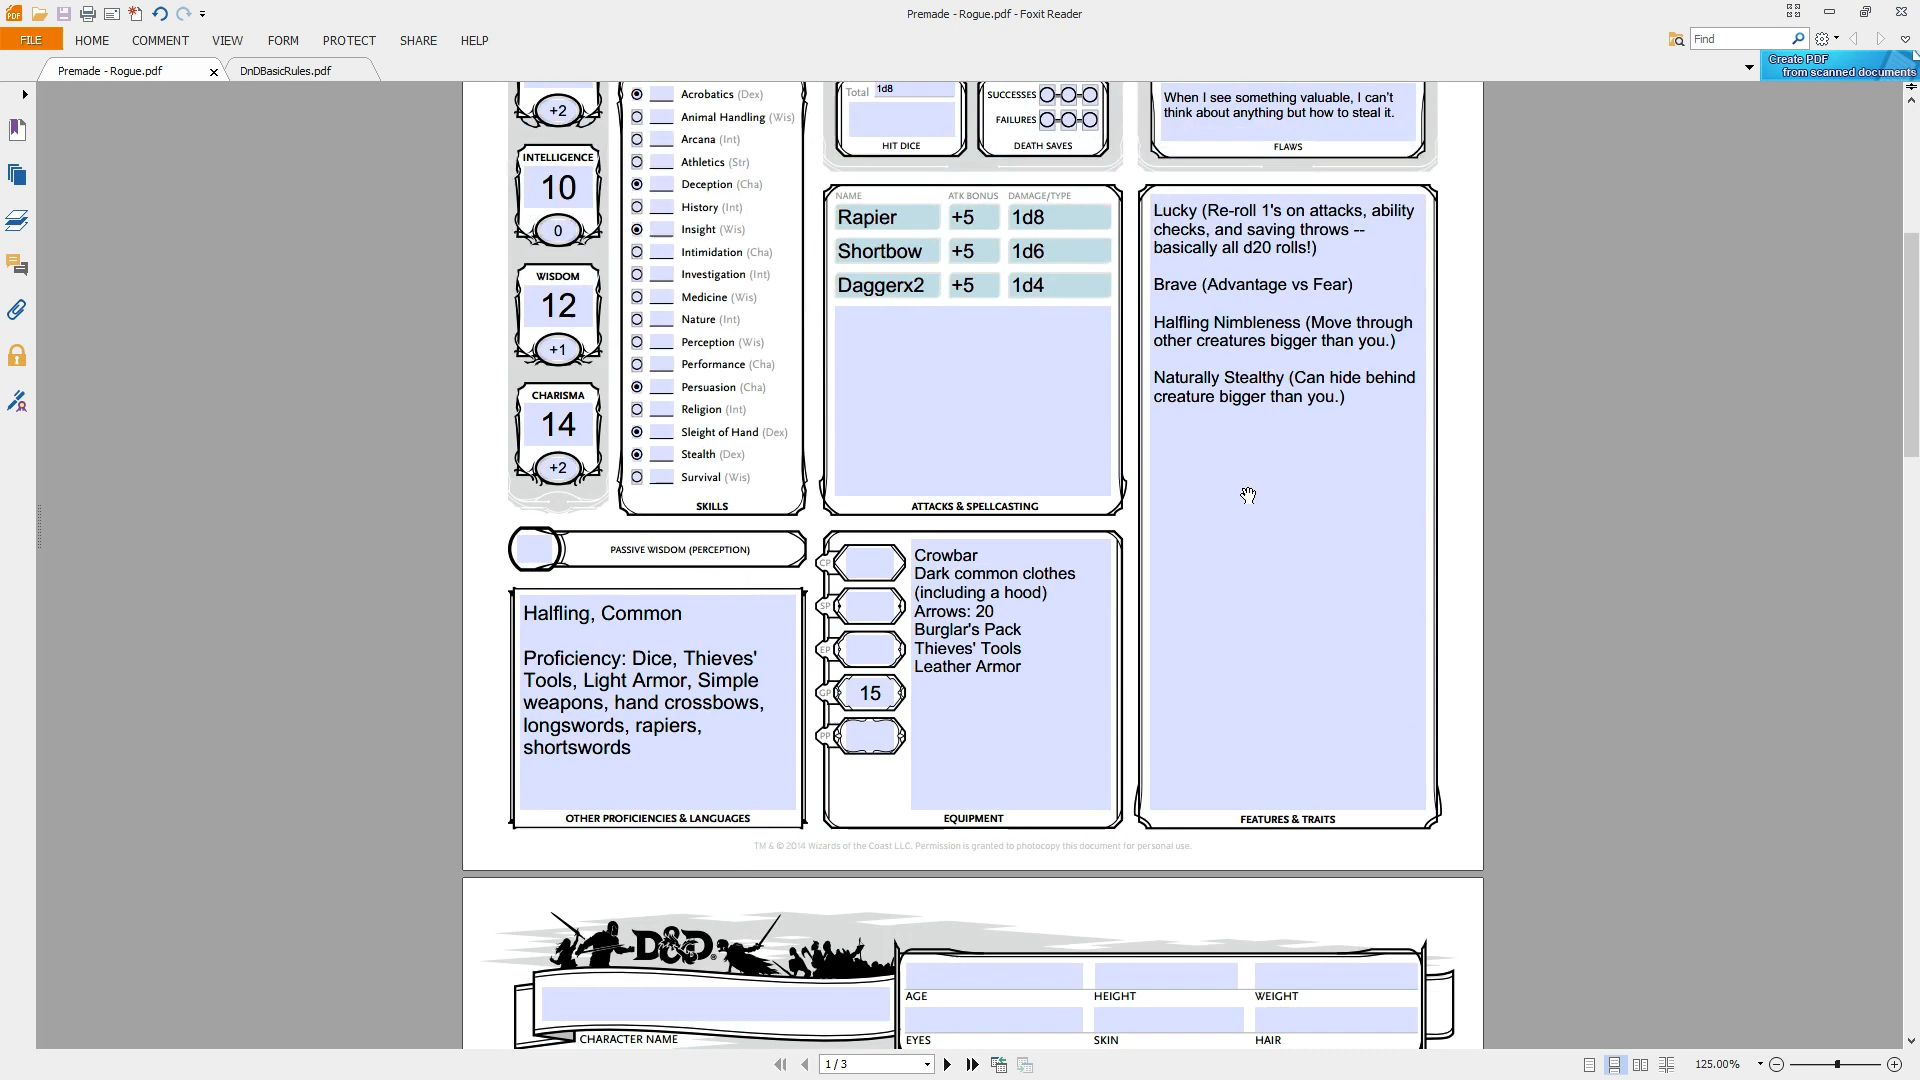 Premade - Rogue.pdf - Foxit Reader
FILE
HOME
COMMENT
VIEW
FORM
PROTECT
SHARE
HELP
Find
Premade - Rogue.pdf
DnDBasicRules.pdf
Create PDF
from scanned documents
+2
INTELLIGENCE
10
0
WISDOM
12
+1
CHARISMA
14
+2
Acrobatics (Dex)
Animal Handling (Wis)
Arcana (Int)
Athletics (Str)
Deception (Cha)
History (Int)
Insight (Wis)
Intimidation (Cha)
Investigation (Int)
Medicine (Wis)
Nature (Int)
Perception (Wis)
Performance (Cha)
Persuasion (Cha)
Religion (Int)
Sleight of Hand (Dex)
Stealth (Dex)
Survival (Wis)
SKILLS
PASSIVE WISDOM (PERCEPTION)
Halfling, Common
Proficiency: Dice, Thieves'
Tools, Light Armor, Simple
weapons, hand crossbows,
longswords, rapiers,
shortswords
OTHER PROFICIENCIES & LANGUAGES
Total 1d8
HIT DICE
SUCCESSES
FAILURES
DEATH SAVES
NAME ATK BONUS DAMAGE/TYPE
Rapier +5 1d8
Shortbow +5 1d6
Daggerx2 +5 1d4
ATTACKS & SPELLCASTING
CP
SP
EP
GP 15
PP
Crowbar
Dark common clothes
(including a hood)
Arrows: 20
Burglar's Pack
Thieves' Tools
Leather Armor
EQUIPMENT
When I see something valuable, I can't
think about anything but how to steal it.
FLAWS
Lucky (Re-roll 1's on attacks, ability
checks, and saving throws --
basically all d20 rolls!)
Brave (Advantage vs Fear)
Halfling Nimbleness (Move through
other creatures bigger than you.)
Naturally Stealthy (Can hide behind
creature bigger than you.)
FEATURES & TRAITS
TM & © 2014 Wizards of the Coast LLC. Permission is granted to photocopy this document for personal use.
D&D
CHARACTER NAME
AGE HEIGHT WEIGHT
EYES SKIN HAIR
1 / 3
125.00%